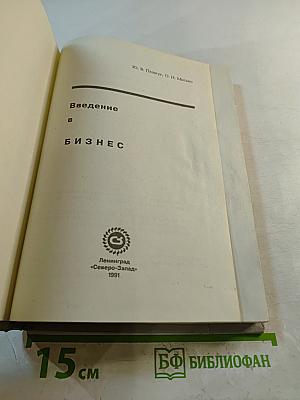 Ю. В.
Введение
в
БИЗНЕС
Ленинград
«Северо-Запад»
1991
15 см
БФ БИБЛИОФАН